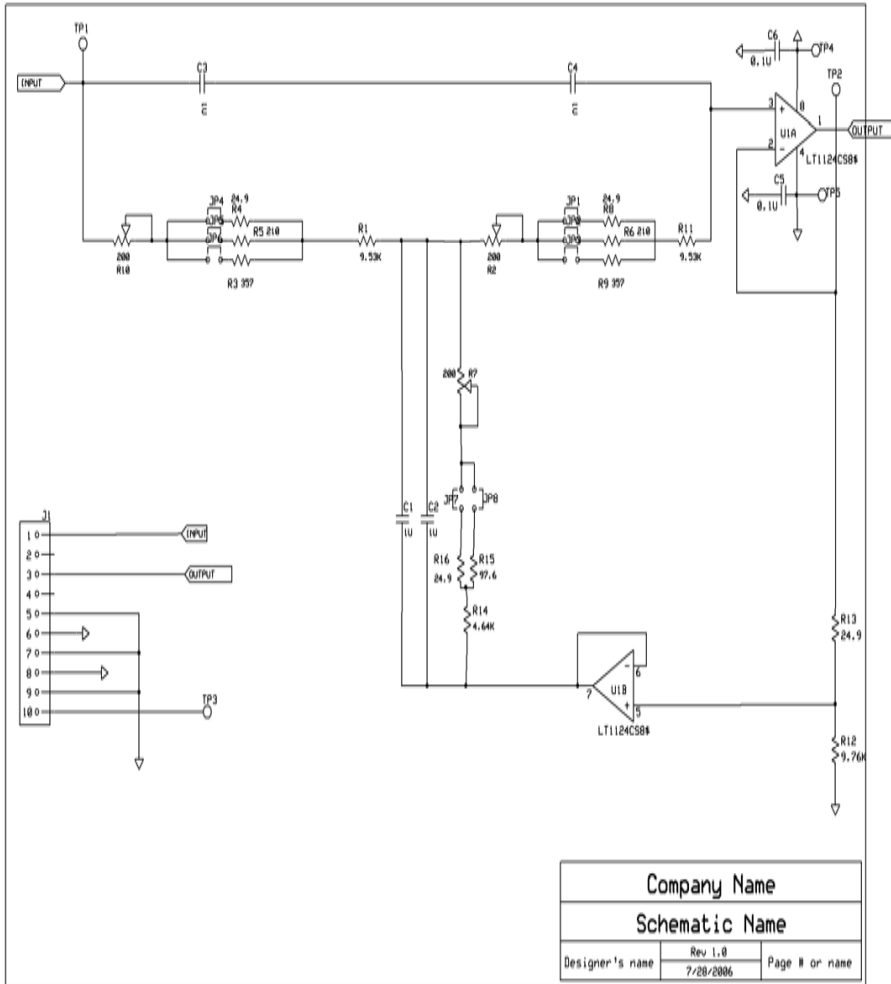 TP1
INPUT
C3
C4
C6
0.1U
TP4
TP2
3
8
1
2
4
U1A
OUTPUT
LT1124CS8$
C5
0.1U
TP5
JP4
24.9
R4
JP5
R5 210
JP6
R3 357
200
R10
R1
9.53K
JP1
24.9
R8
R6 210
R9 357
200
R2
R11
9.53K
200 R7
C1
1U
C2
1U
JP7
JP8
R16
24.9
R15
97.6
R14
4.64K
J1
1
INPUT
2
3
OUTPUT
4
5
6
7
8
9
10
TP3
6
7
5
U1B
LT1124CS8$
R13
24.9
R12
9.76K
Company Name
Schematic Name
Designer's name
Rev 1.0
7/28/2006
Page # or name